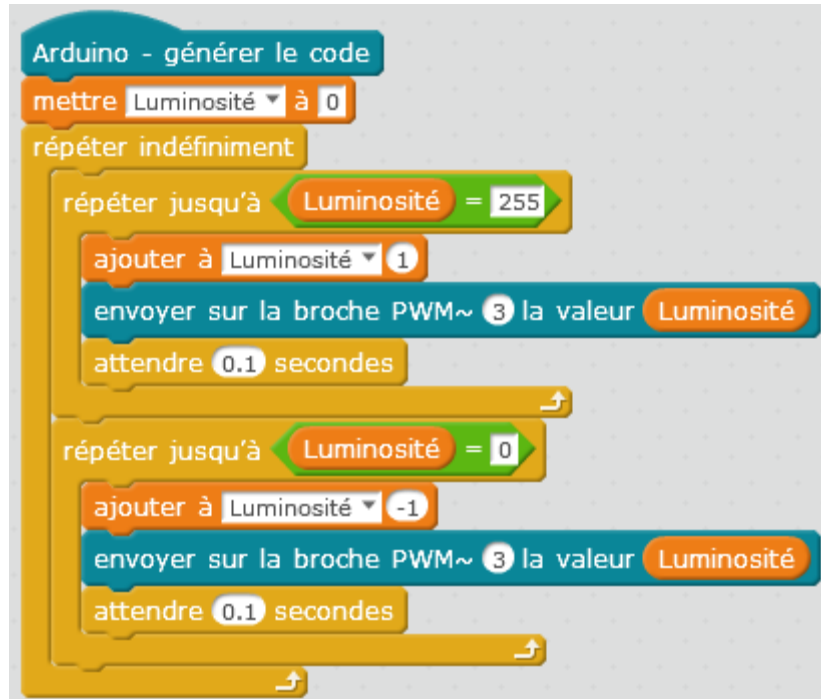 Arduino - générer le code
mettre Luminosité à 0
répéter indéfiniment
répéter jusqu'à Luminosité = 255
ajouter à Luminosité 1
envoyer sur la broche PWM~ 3 la valeur Luminosité
attendre 0.1 secondes
répéter jusqu'à Luminosité = 0
ajouter à Luminosité -1
envoyer sur la broche PWM~ 3 la valeur Luminosité
attendre 0.1 secondes